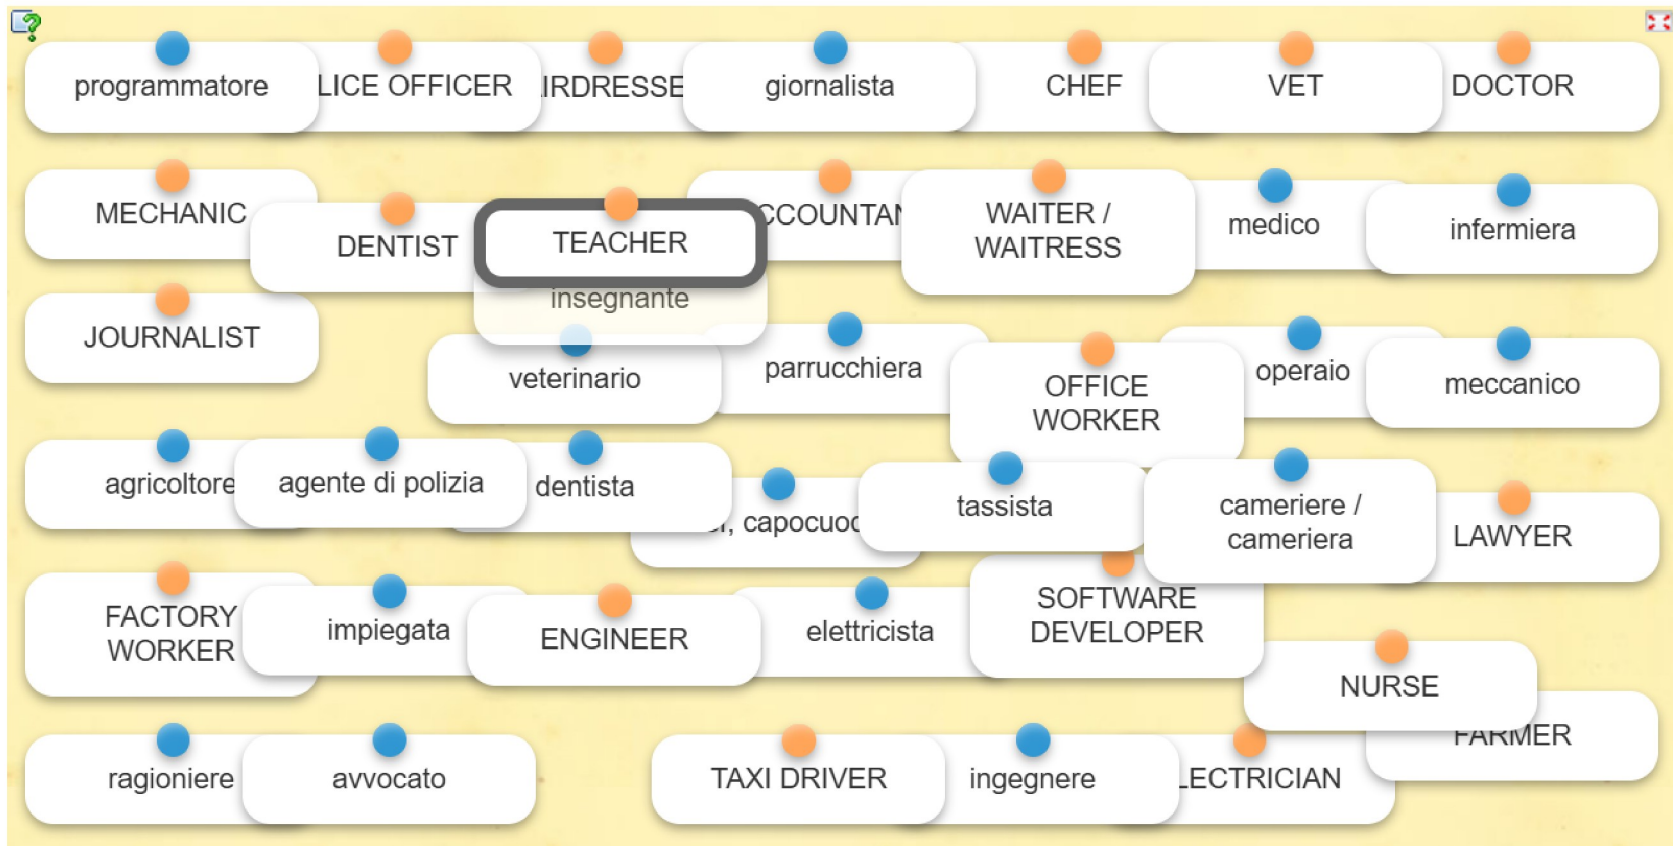 programmatore
LICE OFFICER
IRDRESSE
giornalista
CHEF
VET
DOCTOR
MECHANIC
DENTIST
TEACHER
CCOUNTAN
WAITER /
WAITRESS
medico
infermiera
insegnante
JOURNALIST
veterinario
parrucchiera
OFFICE
WORKER
operaio
meccanico
agricoltore
agente di polizia
dentista
, capocuoc
tassista
cameriere /
cameriera
LAWYER
FACTORY
WORKER
impiegata
ENGINEER
elettricista
SOFTWARE
DEVELOPER
NURSE
FARMER
ragioniere
avvocato
TAXI DRIVER
ingegnere
LECTRICIAN